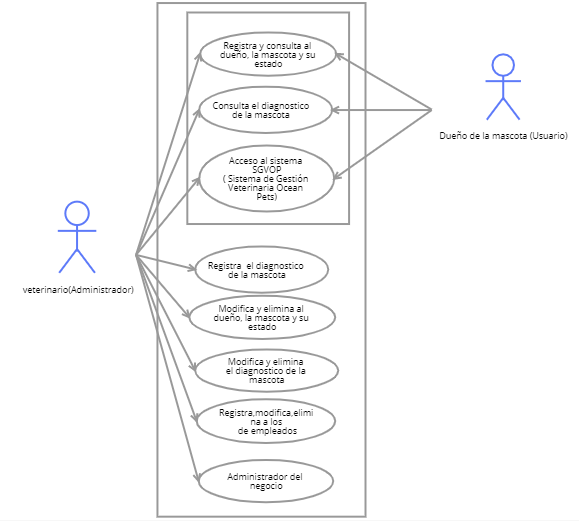 Registra y consulta al
dueño, la mascota y su
estado
Consulta el diagnostico
de la mascota
Acceso al sistema
SGVOP
( Sistema de Gestión
Veterinaria Ocean
Pets)
Dueño de la mascota (Usuario)
veterinario(Administrador)
Registra  el diagnostico
de la mascota
Modifica y elimina al
dueño, la mascota y su
estado
Modifica y elimina
el diagnostico de la
mascota
Registra,modifica,elimi
na a los
de empleados
Administrador del
negocio